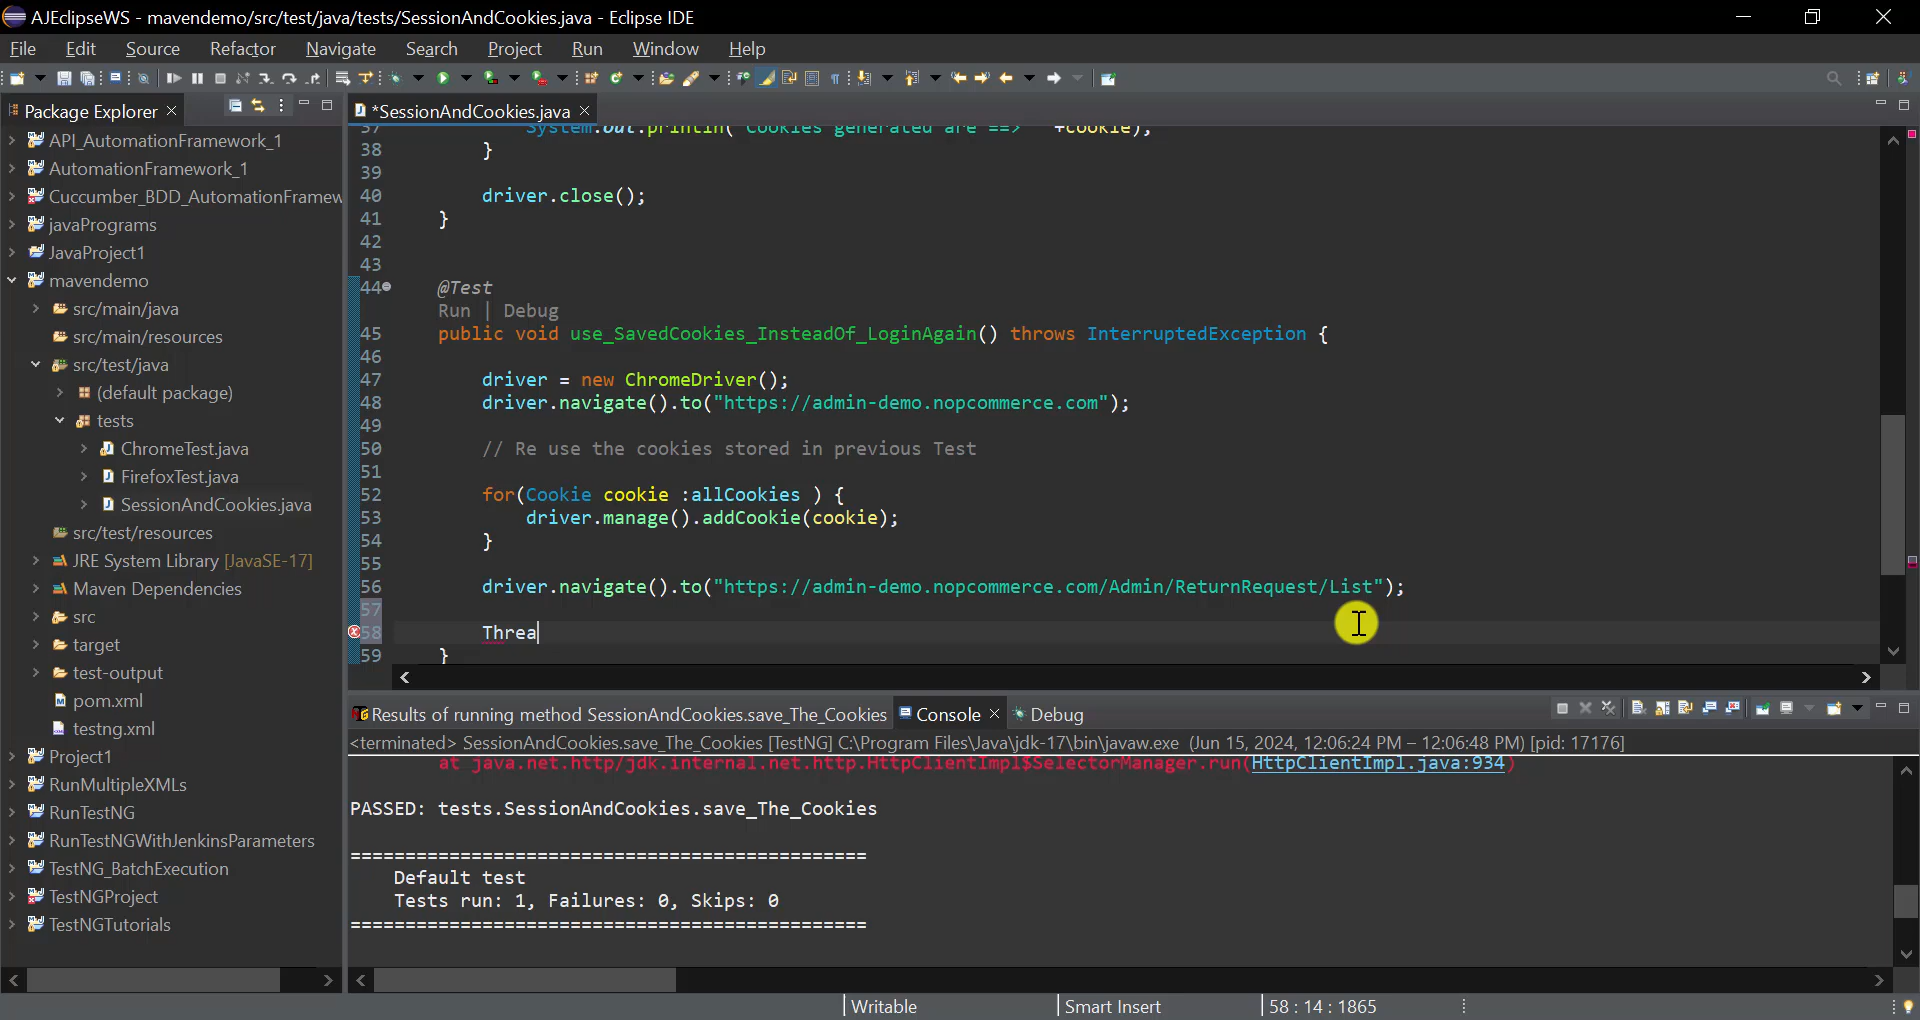 AJEclipseWS - mavendemo/src/test/java/tests/SessionAndCookies.java - Eclipse IDE
File Edit Source Refactor Navigate Search Project Run Window Help
Package Explorer
*SessionAndCookies.java
API_AutomationFramework_1
AutomationFramework_1
Cuccumber_BDD_AutomationFramew
javaPrograms
JavaProject1
mavendemo
src/main/java
src/main/resources
src/test/java
(default package)
tests
ChromeTest.java
FirefoxTest.java
SessionAndCookies.java
src/test/resources
JRE System Library [JavaSE-17]
Maven Dependencies
src
target
test-output
pom.xml
testng.xml
Project1
RunMultipleXMLs
RunTestNG
RunTestNGWithJenkinsParameters
TestNG_BatchExecution
TestNGProject
TestNGTutorials
37 System.out.println("Cookies generated are ==> "+cookie);
38 }
39
40 driver.close();
41 }
42
43
44 @Test
Run | Debug
45 public void use_SavedCookies_InsteadOf_LoginAgain() throws InterruptedException {
46
47 driver = new ChromeDriver();
48 driver.navigate().to("https://admin-demo.nopcommerce.com");
49
50 // Re use the cookies stored in previous Test
51
52 for(Cookie cookie :allCookies ) {
53 driver.manage().addCookie(cookie);
54 }
55
56 driver.navigate().to("https://admin-demo.nopcommerce.com/Admin/ReturnRequest/List");
57
58 Threa
59 }
Results of running method SessionAndCookies.save_The_Cookies Console Debug
<terminated> SessionAndCookies.save_The_Cookies [TestNG] C:\Program Files\Java\jdk-17\bin\javaw.exe (Jun 15, 2024, 12:06:24 PM – 12:06:48 PM) [pid: 17176]
at java.net.http/jdk.internal.net.http.HttpClientImpl$SelectorManager.run(HttpClientImpl.java:934)
PASSED: tests.SessionAndCookies.save_The_Cookies
===============================================
Default test
Tests run: 1, Failures: 0, Skips: 0
===============================================
Writable Smart Insert 58 : 14 : 1865